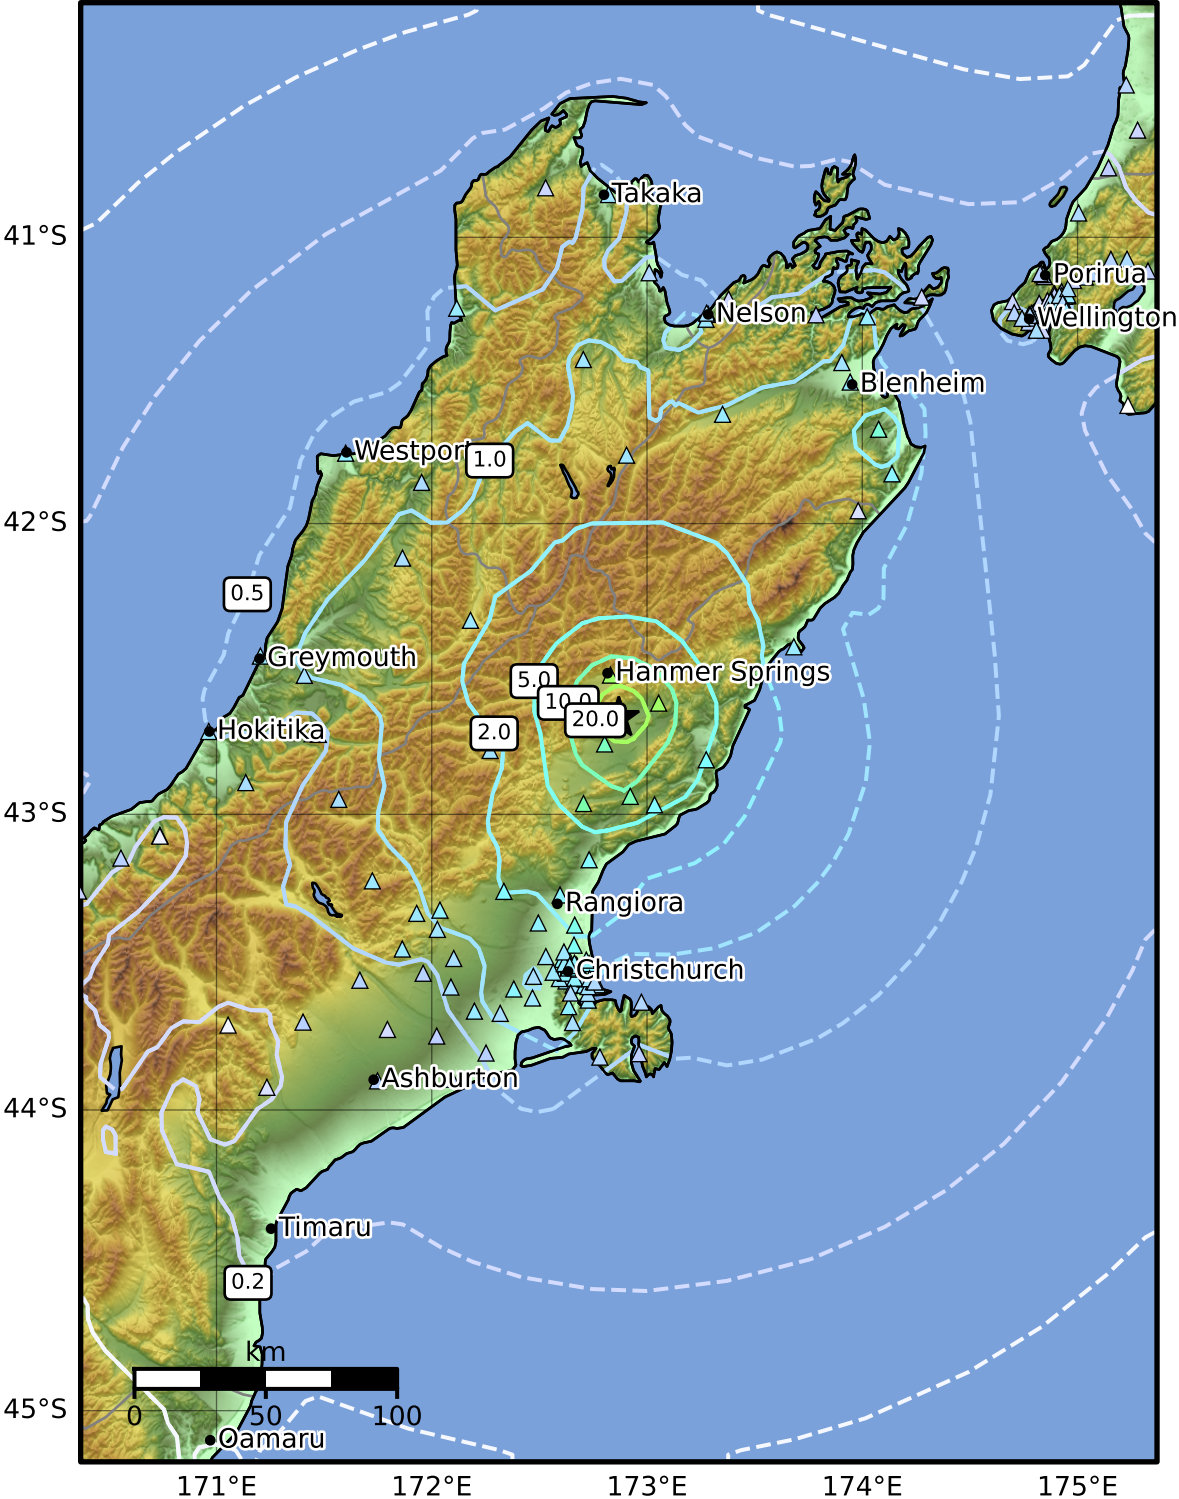 Takaka
41°S
Porirua
Nelson
Wellington
Blenheim
Westport
1.0
42°S
0.5
Greymouth
Hanmer Springs
5.0
10.0
20.0
Hokitika
2.0
43°S
Rangiora
Christchurch
Ashburton
44°S
Timaru
0.2
km
0
50
100
45°S
Oamaru
171°E
172°E
173°E
174°E
175°E